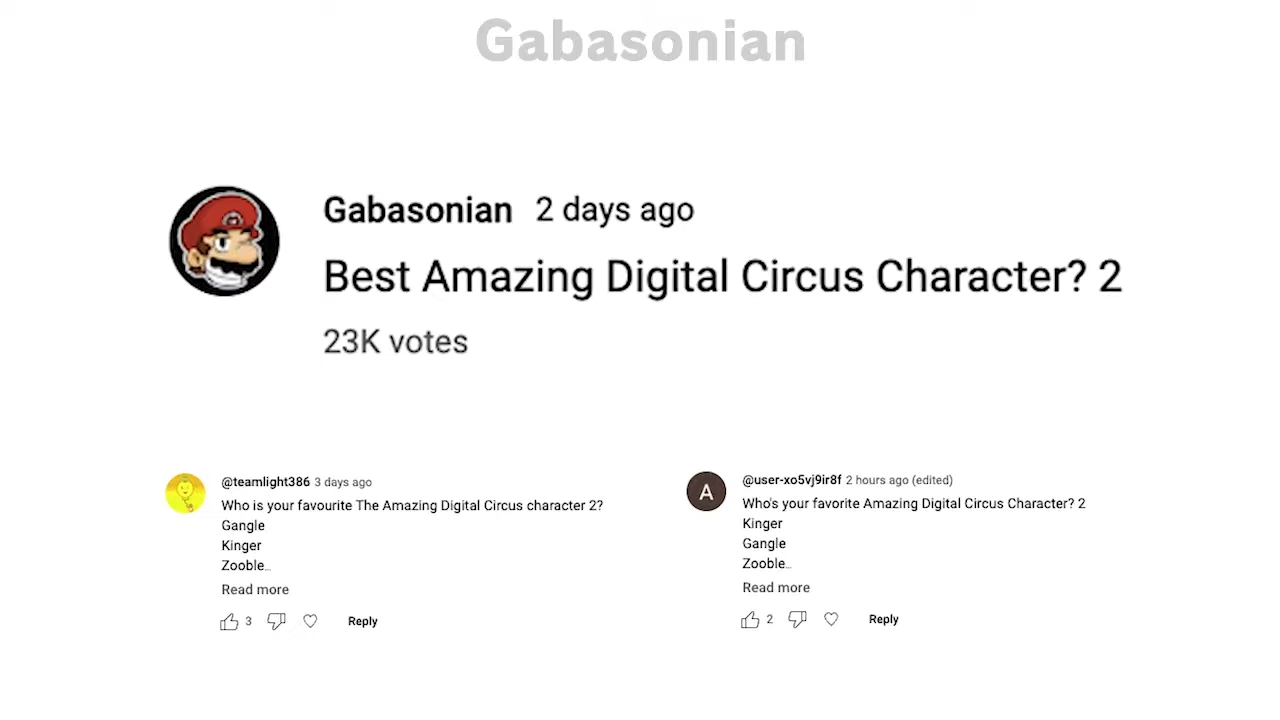 Gabasonian
Gabasonian 2 days ago
Best Amazing Digital Circus Character? 2
23K votes
@teamlight386 3 days ago
Who is your favourite The Amazing Digital Circus character 2?
Gangle
Kinger
Zooble...
Read more
3 Reply
A
@user-xo5vj9ir8f 2 hours ago (edited)
Who's your favorite Amazing Digital Circus Character? 2
Kinger
Gangle
Zooble...
Read more
2 Reply